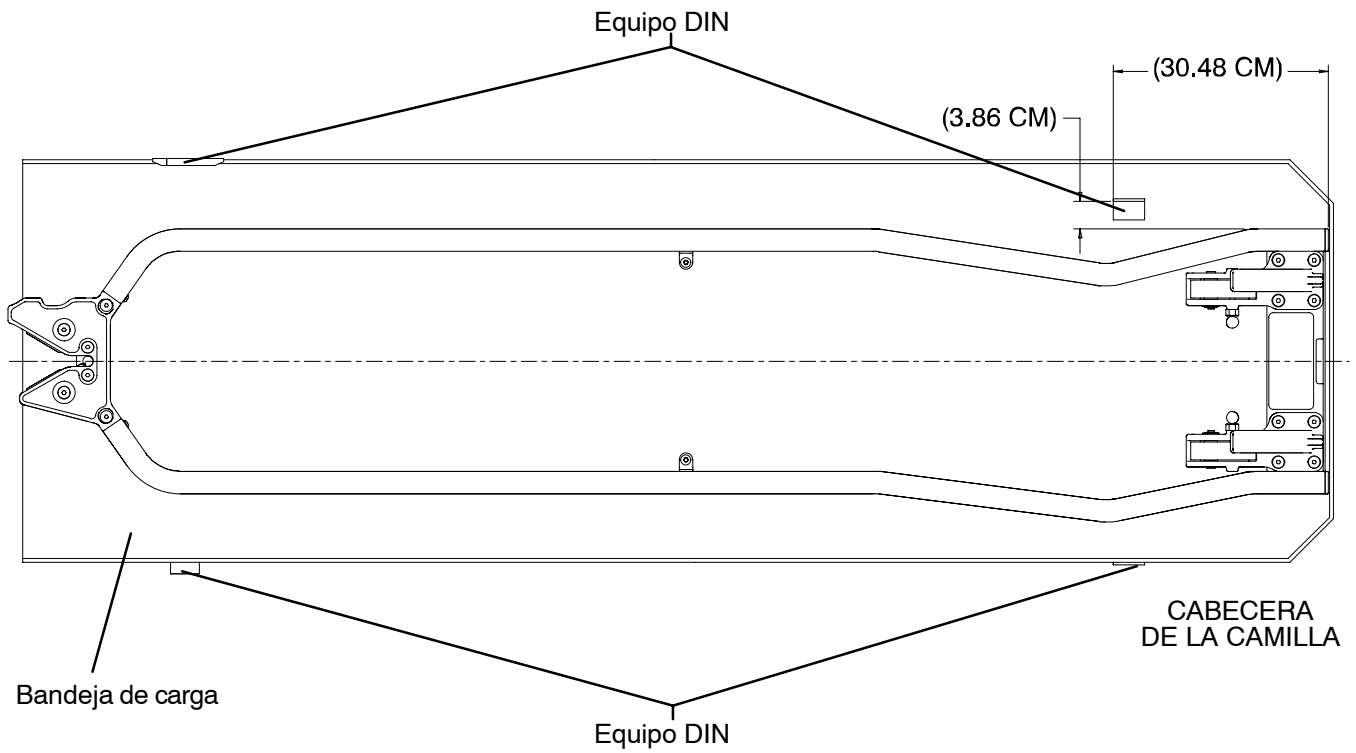 Equipo DIN
(30.48 CM)
(3.86 CM)
CABECERA
DE LA CAMILLA
Bandeja de carga
Equipo DIN